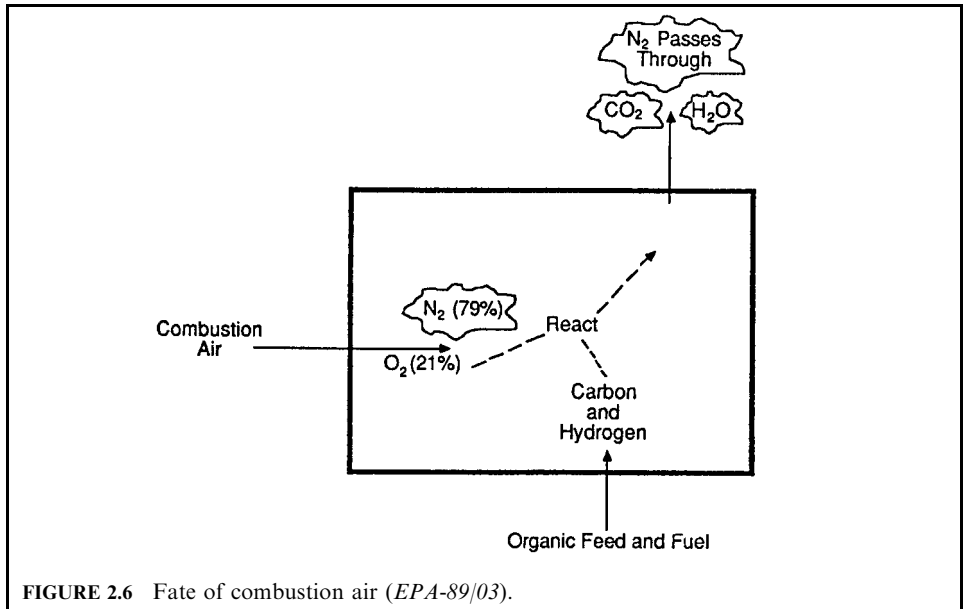 N₂ Passes
Through
CO₂
H₂O
N₂ (79%)
React
Combustion
Air
O₂(21%)
Carbon
and
Hydrogen
Organic Feed and Fuel
FIGURE 2.6 Fate of combustion air (EPA-89/03).